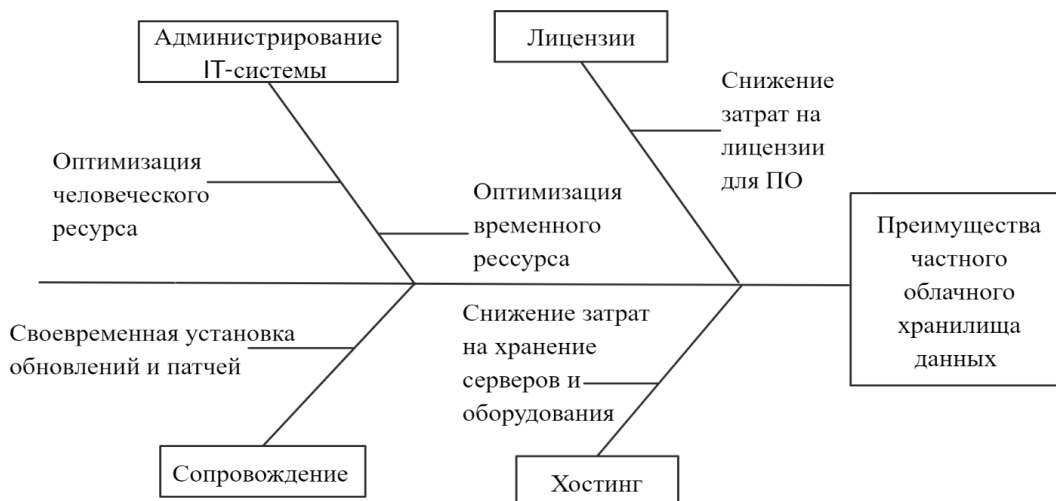 Администрирование
IT-системы
Лицензии
Снижение
затрат на
лицензии
для ПО
Оптимизация
человеческого
ресурса
Оптимизация
временного
рессурса
Преимущества
частного
облачного
хранилища
данных
Своевременная установка
обновлений и патчей
Снижение затрат
на хранение
серверов и
оборудования
Сопровождение
Хостинг